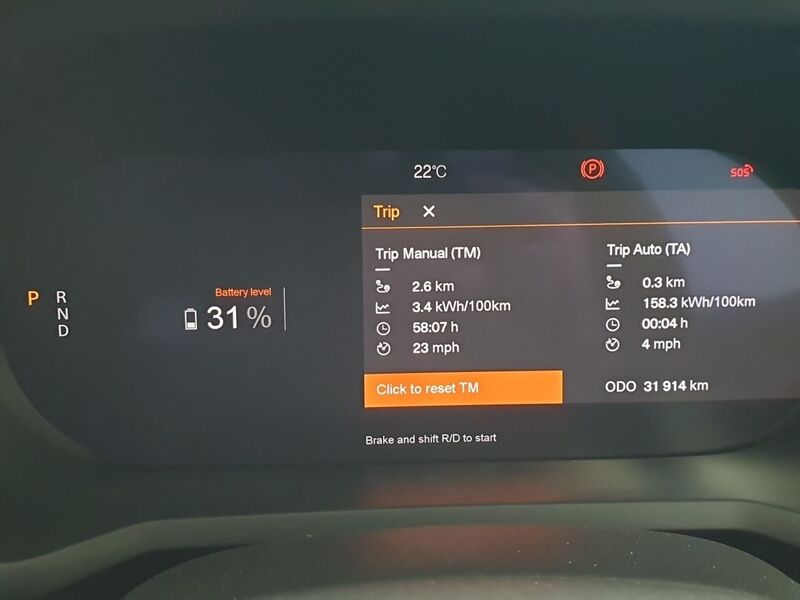 22°C
P
SOS
Trip
Trip Manual (TM)
2.6 km
3.4 kWh/100km
58:07 h
23 mph
Click to reset TM
Brake and shift R/D to start
Trip Auto (TA)
0.3 km
158.3 kWh/100km
00:04 h
4 mph
ODO 31 914 km
P R
N
D
Battery level
31 %